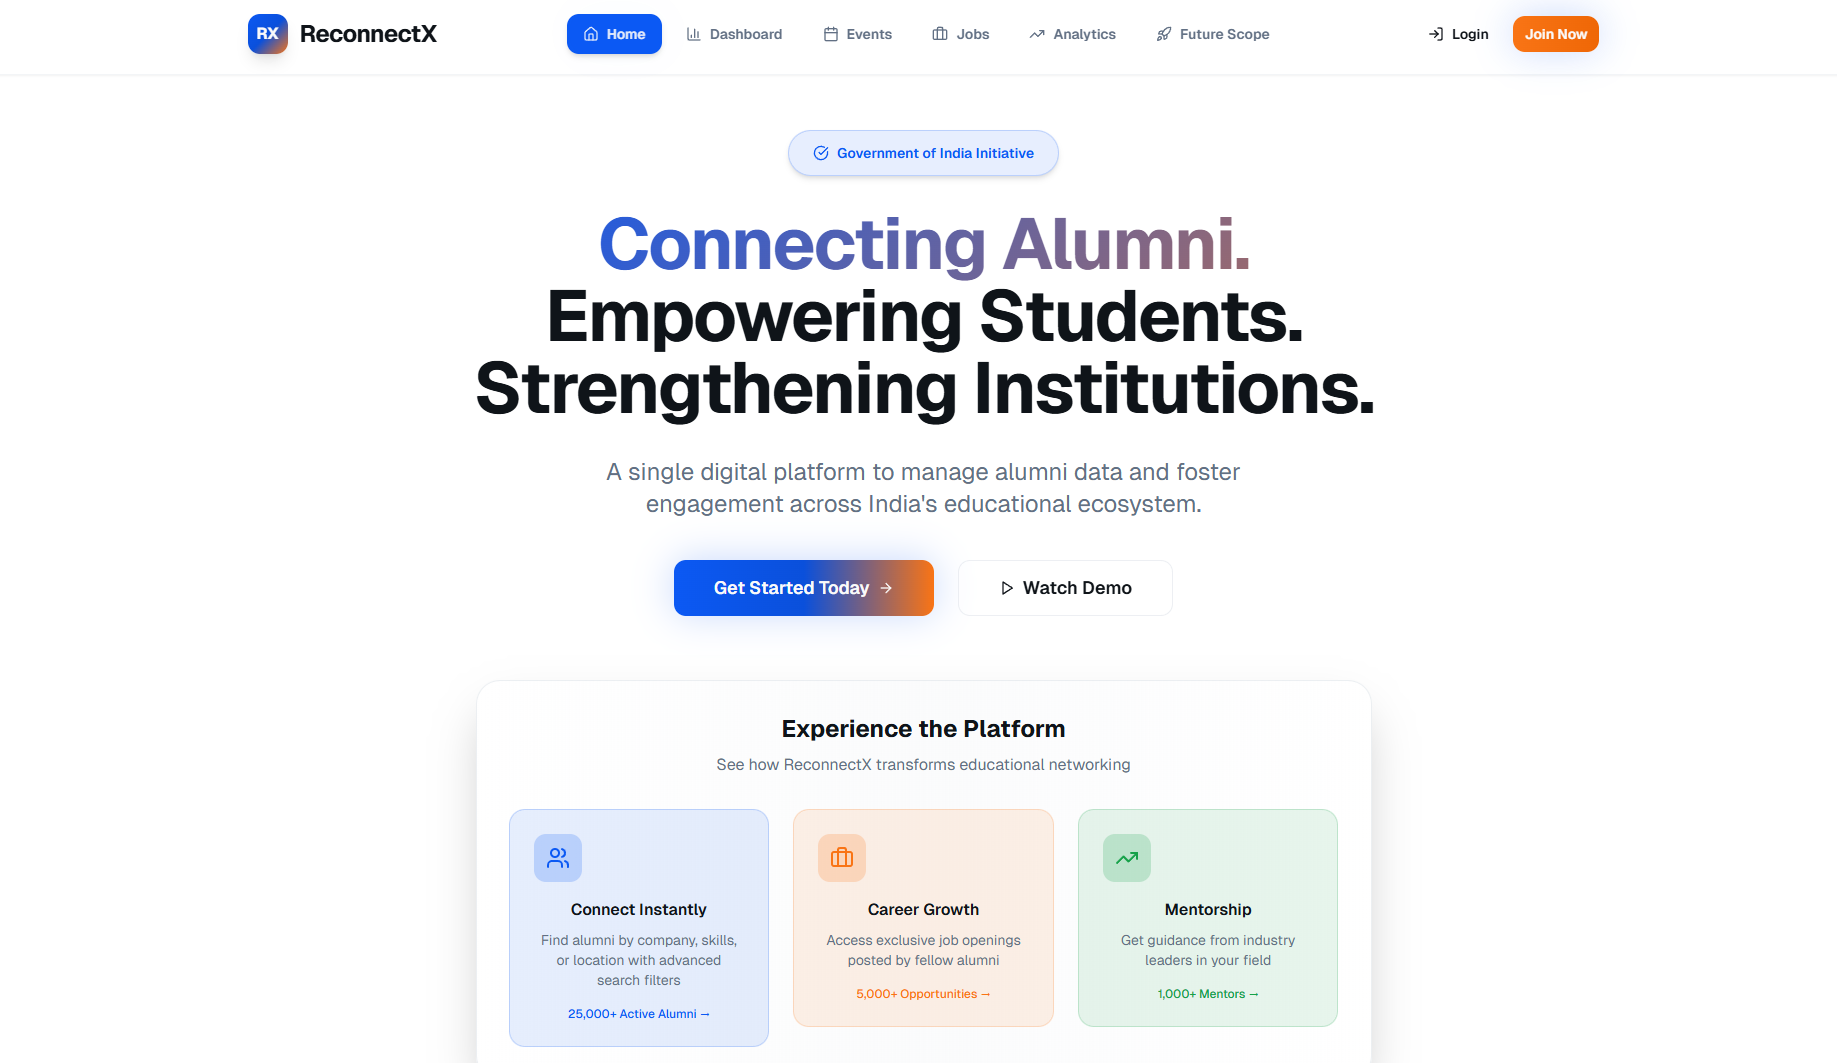 RX
ReconnectX
Home
Dashboard
Events
Jobs
Analytics
Future Scope
Login
Join Now
Government of India Initiative
Connecting Alumni.
Empowering Students.
Strengthening Institutions.
A single digital platform to manage alumni data and foster
engagement across India's educational ecosystem.
Get Started Today →
Watch Demo
Experience the Platform
See how ReconnectX transforms educational networking
Connect Instantly
Find alumni by company, skills,
or location with advanced
search filters
25,000+ Active Alumni →
Career Growth
Access exclusive job openings
posted by fellow alumni
5,000+ Opportunities →
Mentorship
Get guidance from industry
leaders in your field
1,000+ Mentors →